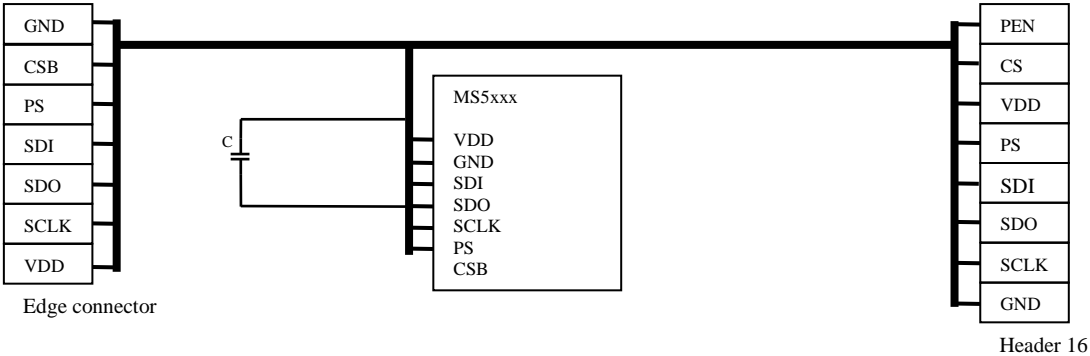 GND
CSB
PS
SDI
SDO
SCLK
VDD
Edge connector
C
MS5xxx
VDD
GND
SDI
SDO
SCLK
PS
CSB
PEN
CS
VDD
PS
SDI
SDO
SCLK
GND
Header 16